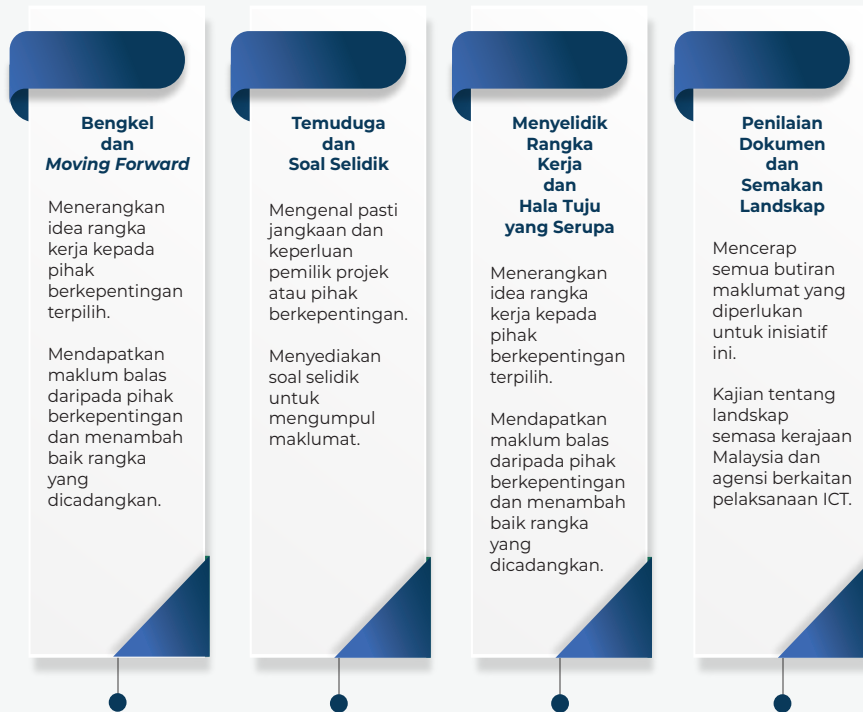 Bengkel
dan
Moving Forward
Menerangkan
idea rangka
kerja kepada
pihak
berkepentingan
terpilih.
Mendapatkan
maklum balas
daripada pihak
berkepentingan
dan menambah
baik rangka
yang
dicadangkan.
Temuduga
dan
Soal Selidik
Mengenal pasti
jangkaan dan
keperluan
pemilik projek
atau pihak
berkepentingan.
Menyediakan
soal selidik
untuk
mengumpul
maklumat.
Menyelidik
Rangka
Kerja
dan
Hala Tuju
yang Serupa
Menerangkan
idea rangka
kerja kepada
pihak
berkepentingan
terpilih.
Mendapatkan
maklum balas
daripada pihak
berkepentingan
dan menambah
baik rangka
yang
dicadangkan.
Penilaian
Dokumen
dan
Semakan
Landskap
Mencerap
semua butiran
maklumat yang
diperlukan
untuk inisiatif
ini.
Kajian tentang
landskap
semasa kerajaan
Malaysia dan
agensi berkaitan
pelaksanaan ICT.